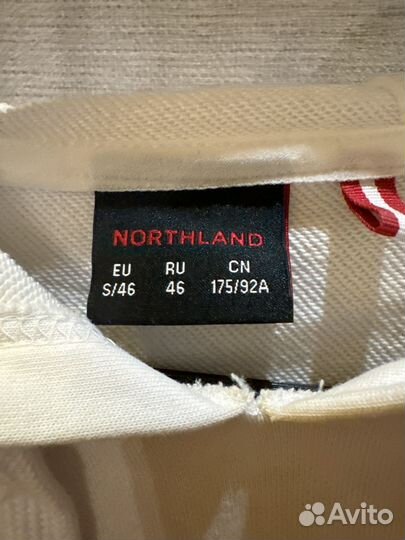 NORTHLAND
EU RU CN
S/46 46 175/92A
Avito